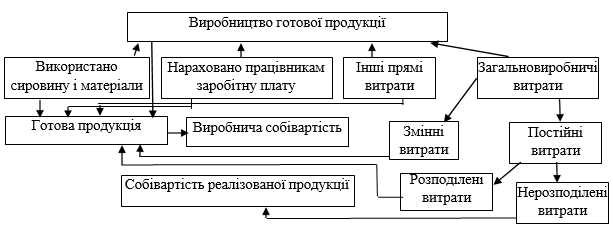 Виробництво готової продукції
Використано
сировину і матеріали
Нараховано працівникам
заробітну плату
Інші прямі
витрати
Загальновиробничі
витрати
Готова продукція
Виробнича собівартість
Змінні
витрати
Постійні
витрати
Собівартість реалізованої продукції
Розподілені
витрати
Нерозподілені
витрати